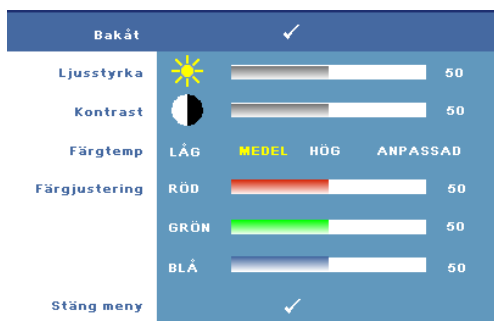 Bakåt
Ljusstyrka 50
Kontrast 50
Färgtemp LÅG MEDEL HÖG ANPASSAD
Färgjustering RÖD 50
GRÖN 50
BLÅ 50
Stäng meny